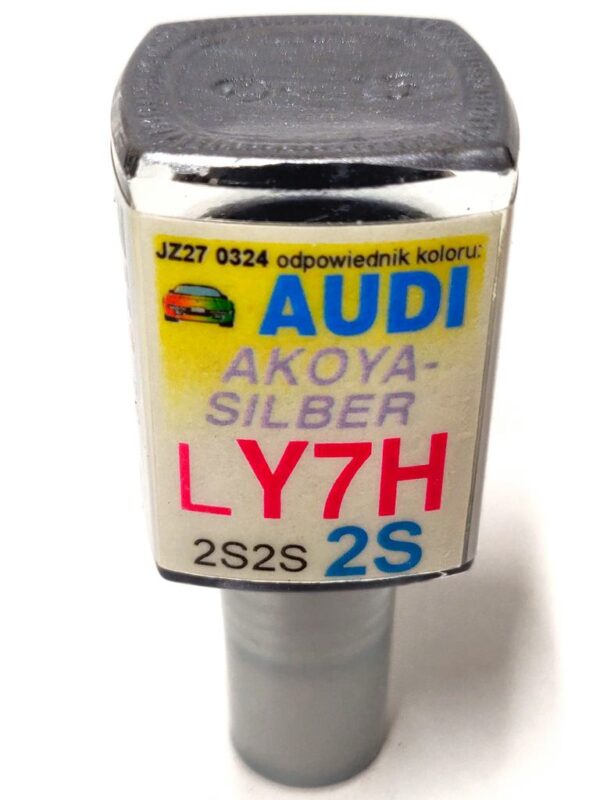 JZ27 0324 odpowiednik koloru:
AUDI
AKOYA-
SILBER
LY7H
2S2S 2S